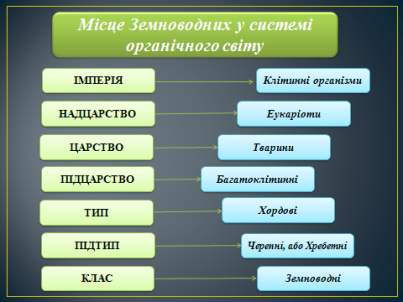 Місце Земноводних у системі
органічного світу
ІМПЕРІЯ Клітинні організми
НАДЦАРСТВО Еукаріоти
ЦАРСТВО Тварини
ПІДЦАРСТВО Багатоклітинні
ТИП Хордові
ПІДТИП Черепні, або Хребетні
КЛАС Земноводні